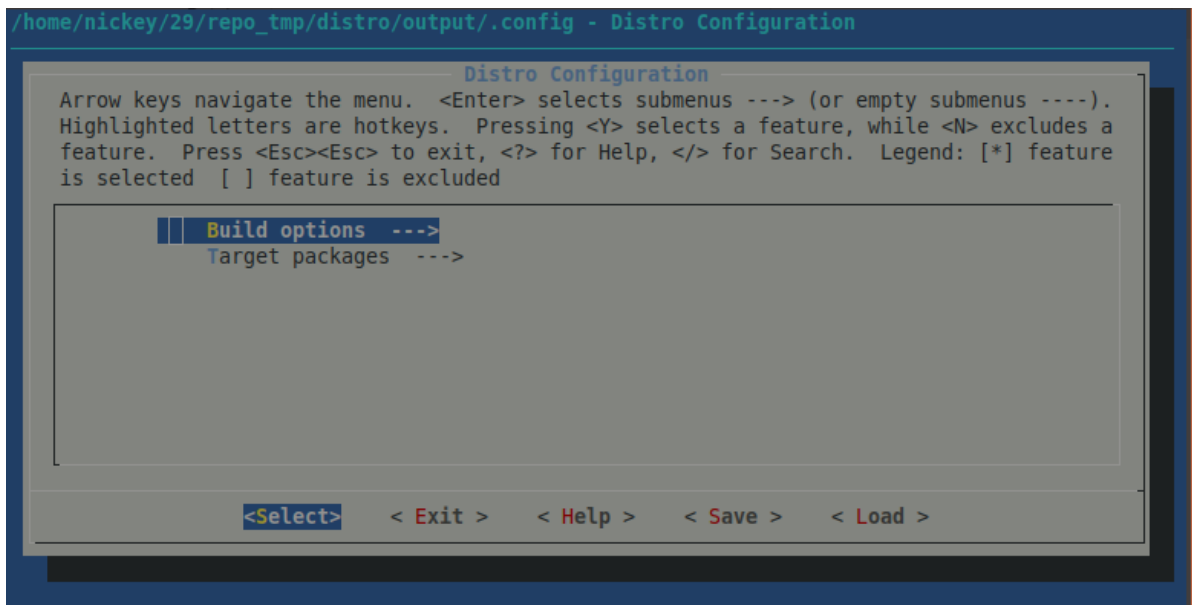 /home/nickey/29/repo_tmp/distro/output/.config - Distro Configuration
Distro Configuration
Arrow keys navigate the menu.  <Enter> selects submenus ---> (or empty submenus ----).
Highlighted letters are hotkeys.  Pressing <Y> selects a feature, while <N> excludes a
feature.  Press <Esc><Esc> to exit, <?> for Help, </> for Search.  Legend: [*] feature
is selected  [ ] feature is excluded
Build options  --->
Target packages  --->
<Select>    < Exit >    < Help >    < Save >    < Load >